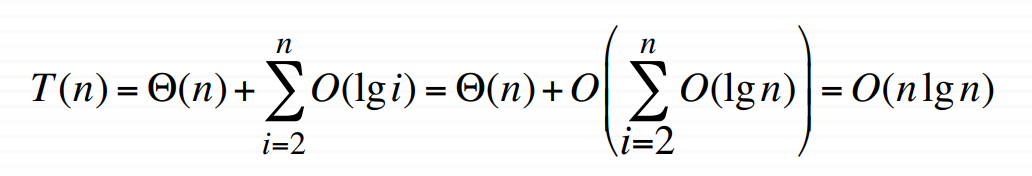 T(n) = Θ(n) + ∑_{i=2}^{n} O(lg i) = Θ(n) + O(∑_{i=2}^{n} O(lg n)) = O(n lg n)